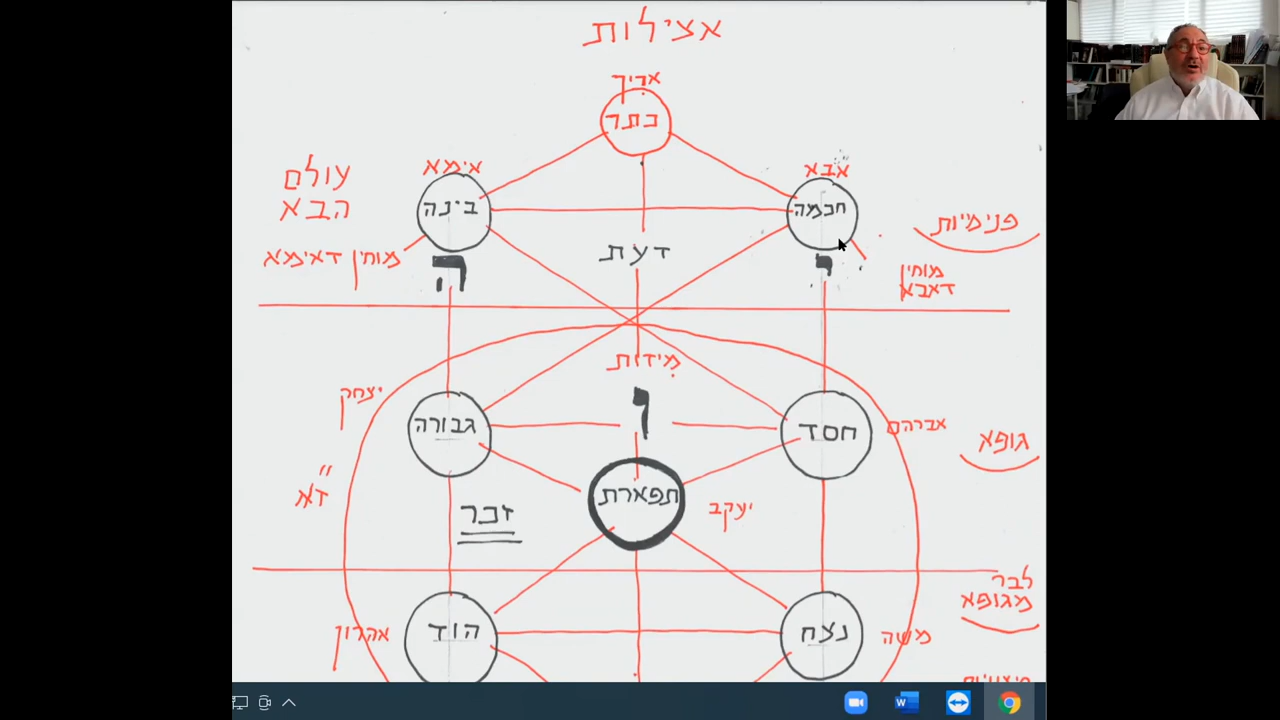 אצילות
אריך
כתר
אימא
אבא
עולם
הבא
בינה
חכמה
פנימיות
מוחין דאימא
ה
דעת
י
מוחין
דאבא
מידות
יצחק
ו
גבורה
חסד
אברהם
גופא
ז"א
תפארת
יעקב
זכר
לבר
מגופא
אהרון
הוד
נצח
משה